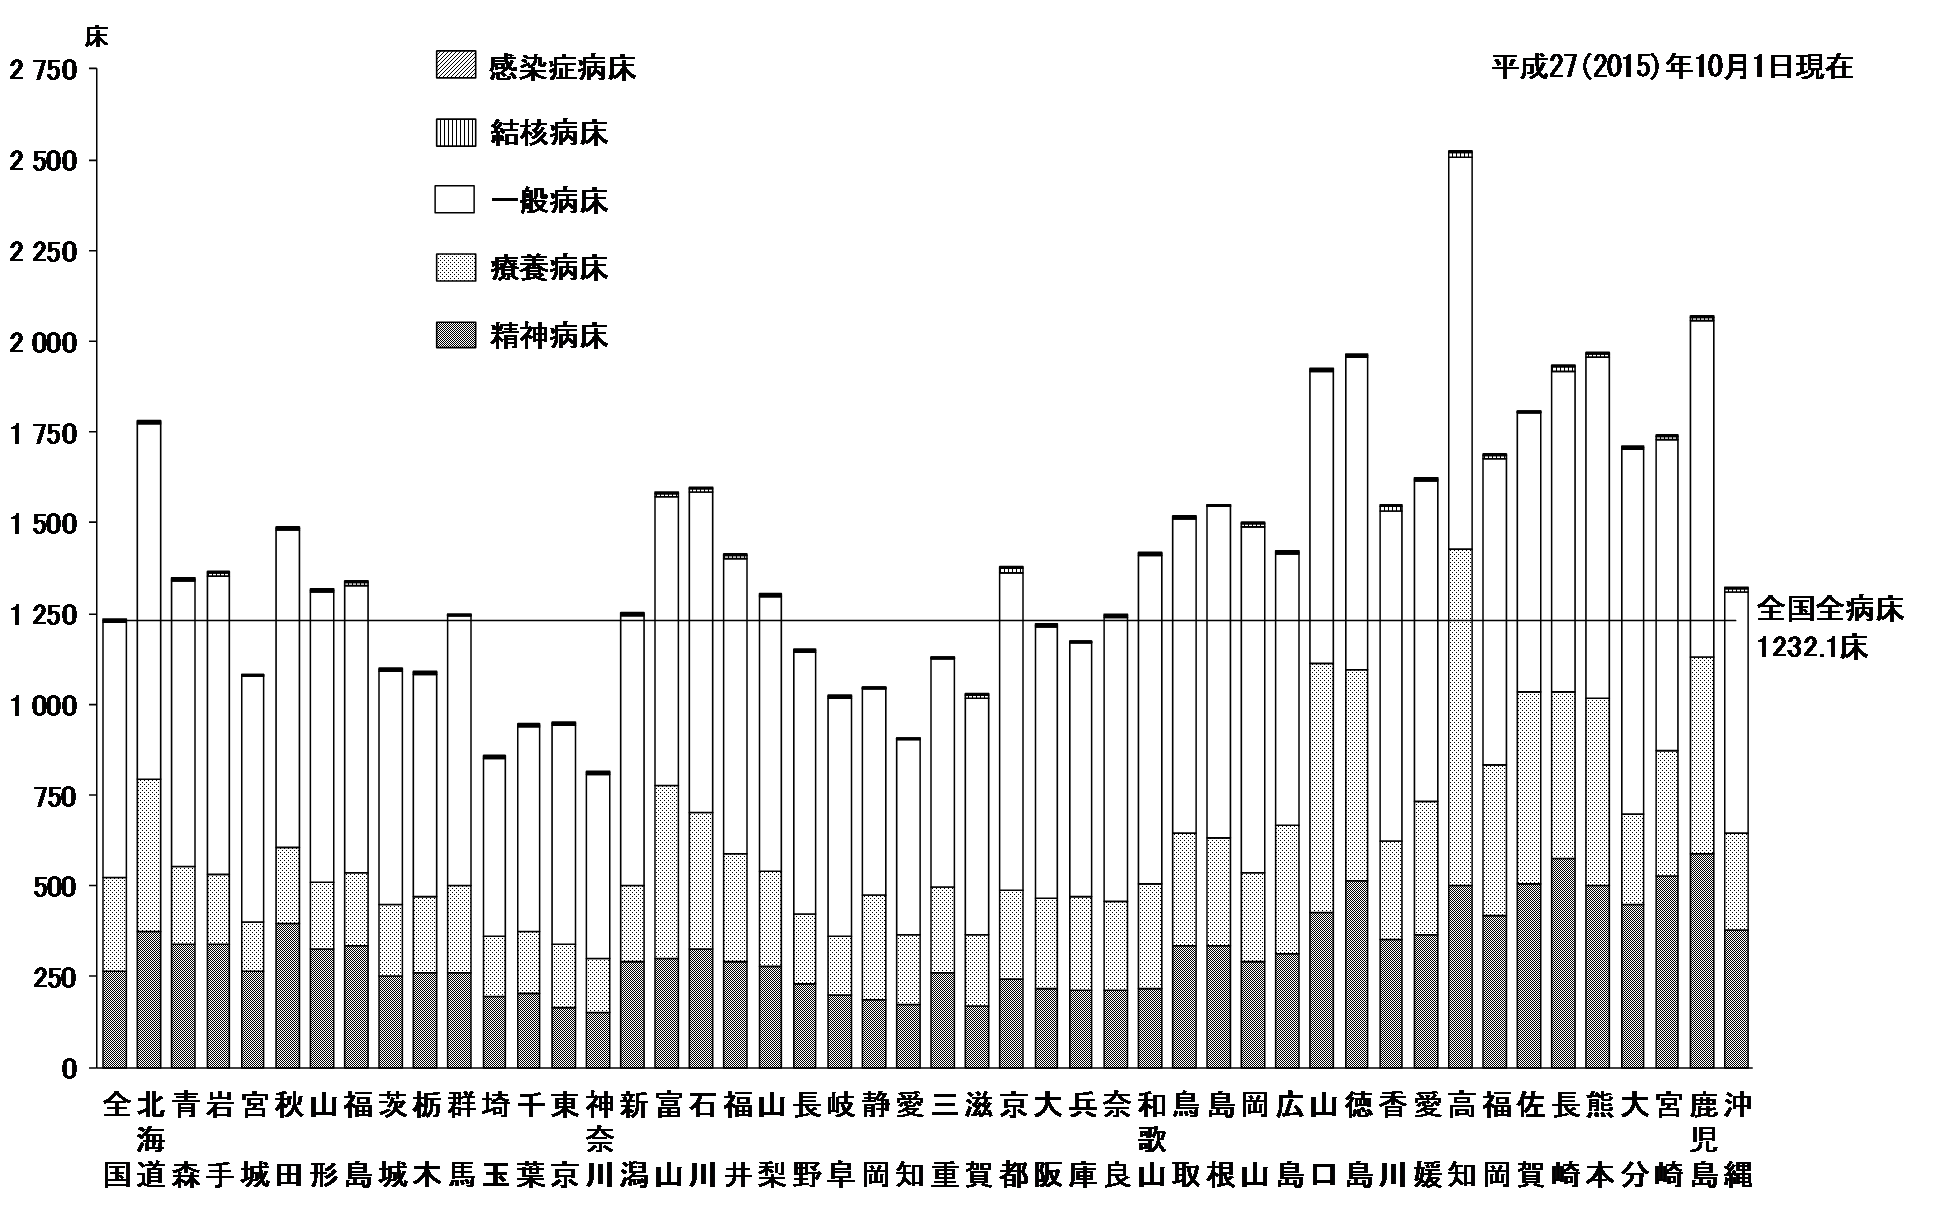 床
2 750
2 500
2 250
2 000
1 750
1 500
1 250
1 000
750
500
250
0
感染症病床
結核病床
一般病床
療養病床
精神病床
平成27(2015)年10月1日現在
全国全病床
1232.1床
全国
北海道
青森
岩手
宮城
秋田
山形
福島
茨城
栃木
群馬
埼玉
千葉
東京
神奈川
新潟
富山
石川
福井
山梨
長野
岐阜
静岡
愛知
三重
滋賀
京都
大阪
兵庫
奈良
和歌山
鳥取
島根
岡山
広島
山口
徳島
香川
愛媛
高知
福岡
佐賀
長崎
熊本
大分
宮崎
鹿児島
沖縄